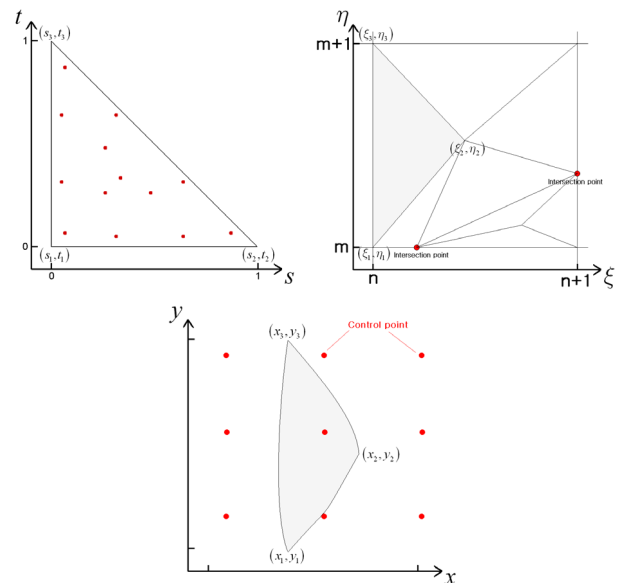 t
(s₃,t₃)
1
0
(s₁,t₁)
(s₂,t₂)
0
1
s
η
m+1
(ξ₃,η₃)
(ξ₂,η₂)
Intersection point
m
(ξ₁,η₁)
Intersection point
n
n+1
ξ
y
Control point
(x₃,y₃)
(x₂,y₂)
(x₁,y₁)
x